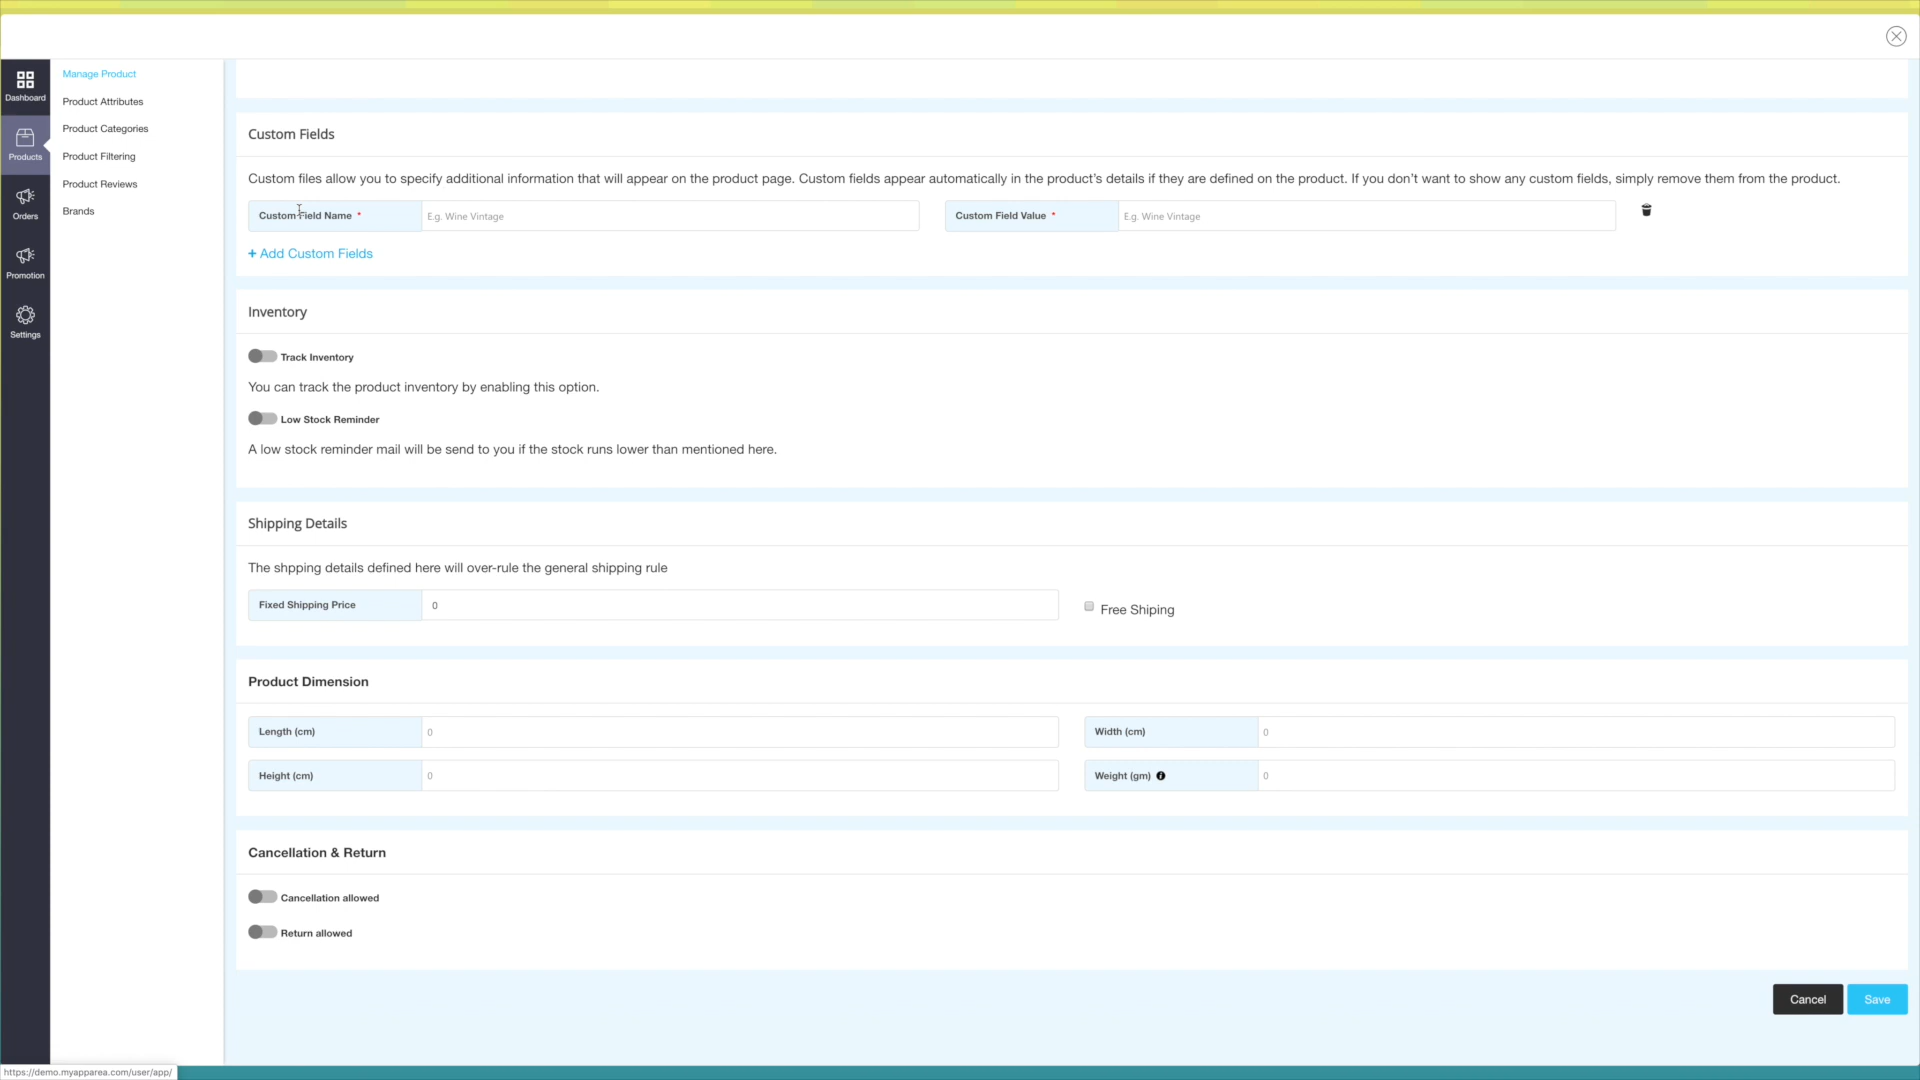 Dashboard
Products
Orders
Promotion
Settings
Manage Product
Product Attributes
Product Categories
Product Filtering
Product Reviews
Brands
Custom Fields
Custom files allow you to specify additional information that will appear on the product page. Custom fields appear automatically in the product's details if they are defined on the product. If you don't want to show any custom fields, simply remove them from the product.
Custom Field Name * E.g. Wine Vintage Custom Field Value * E.g. Wine Vintage
+ Add Custom Fields
Inventory
Track Inventory
You can track the product inventory by enabling this option.
Low Stock Reminder
A low stock reminder mail will be send to you if the stock runs lower than mentioned here.
Shipping Details
The shpping details defined here will over-rule the general shipping rule
Fixed Shipping Price 0 Free Shiping
Product Dimension
Length (cm) 0 Width (cm) 0
Height (cm) 0 Weight (gm) i 0
Cancellation & Return
Cancellation allowed
Return allowed
Cancel Save
https://demo.myapparea.com/user/app/